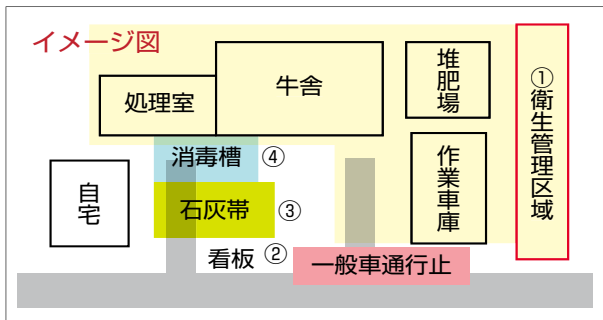 イメージ図
処理室
牛舎
堆肥場
①衛生管理区域
消毒槽 ④
作業車庫
自宅
石灰帯 ③
看板 ②
一般車通行止